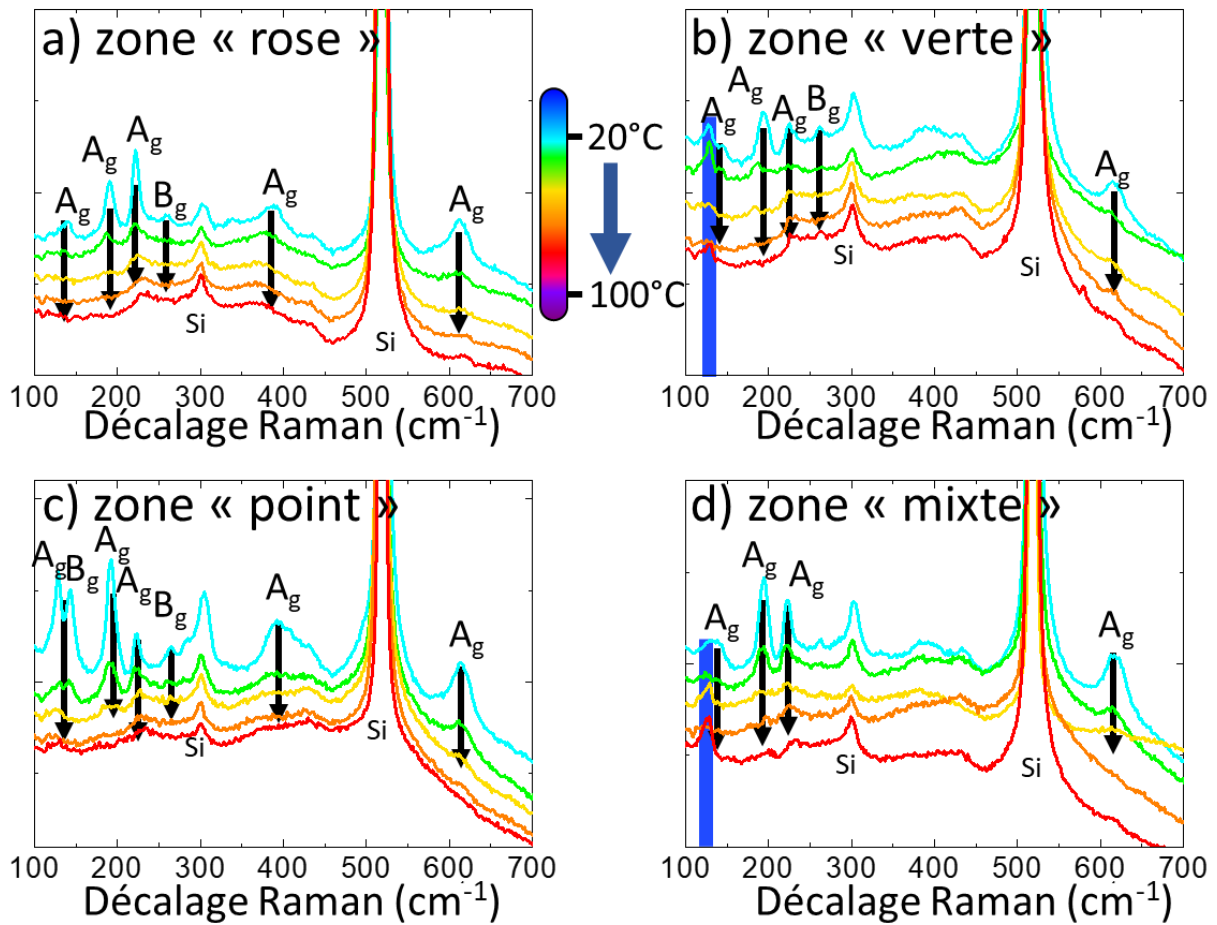 a) zone « rose »
A_g
A_g
A_g
B_g
A_g
A_g
Si
Si
100 200 300 400 500 600 700
Décalage Raman (cm⁻¹)
20°C
100°C
b) zone « verte »
A_g
A_g
A_g
B_g
A_g
Si
Si
100 200 300 400 500 600 700
Décalage Raman (cm⁻¹)
c) zone « point »
A_g
B_g
A_g
A_g
B_g
A_g
A_g
Si
Si
100 200 300 400 500 600 700
Décalage Raman (cm⁻¹)
d) zone « mixte »
A_g
A_g
A_g
A_g
Si
Si
100 200 300 400 500 600 700
Décalage Raman (cm⁻¹)